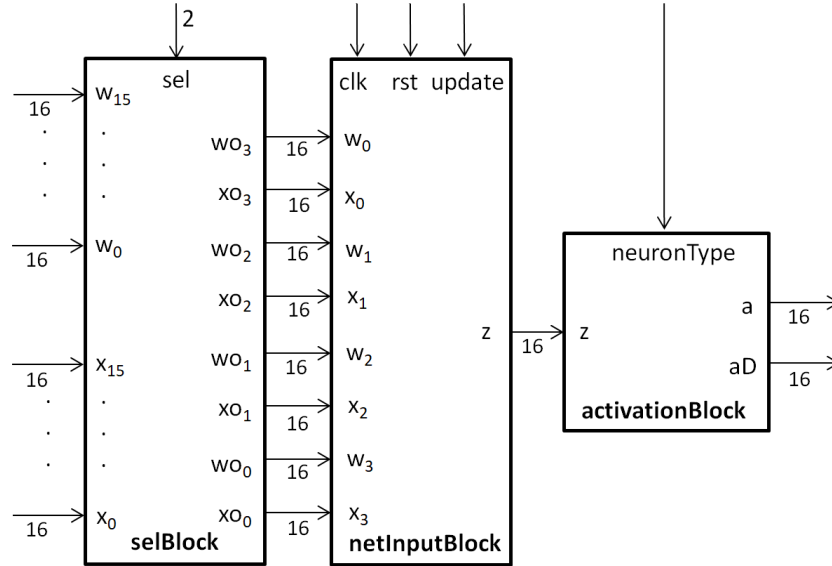 2
sel
w15
16
w0
16
x15
16
x0
16
wo3
xo3
wo2
xo2
wo1
xo1
wo0
xo0
selBlock
16
16
16
16
16
16
16
16
clk rst update
w0
x0
w1
x1
w2
x2
w3
x3
z
netInputBlock
16
neuronType
z
a
aD
activationBlock
16
16